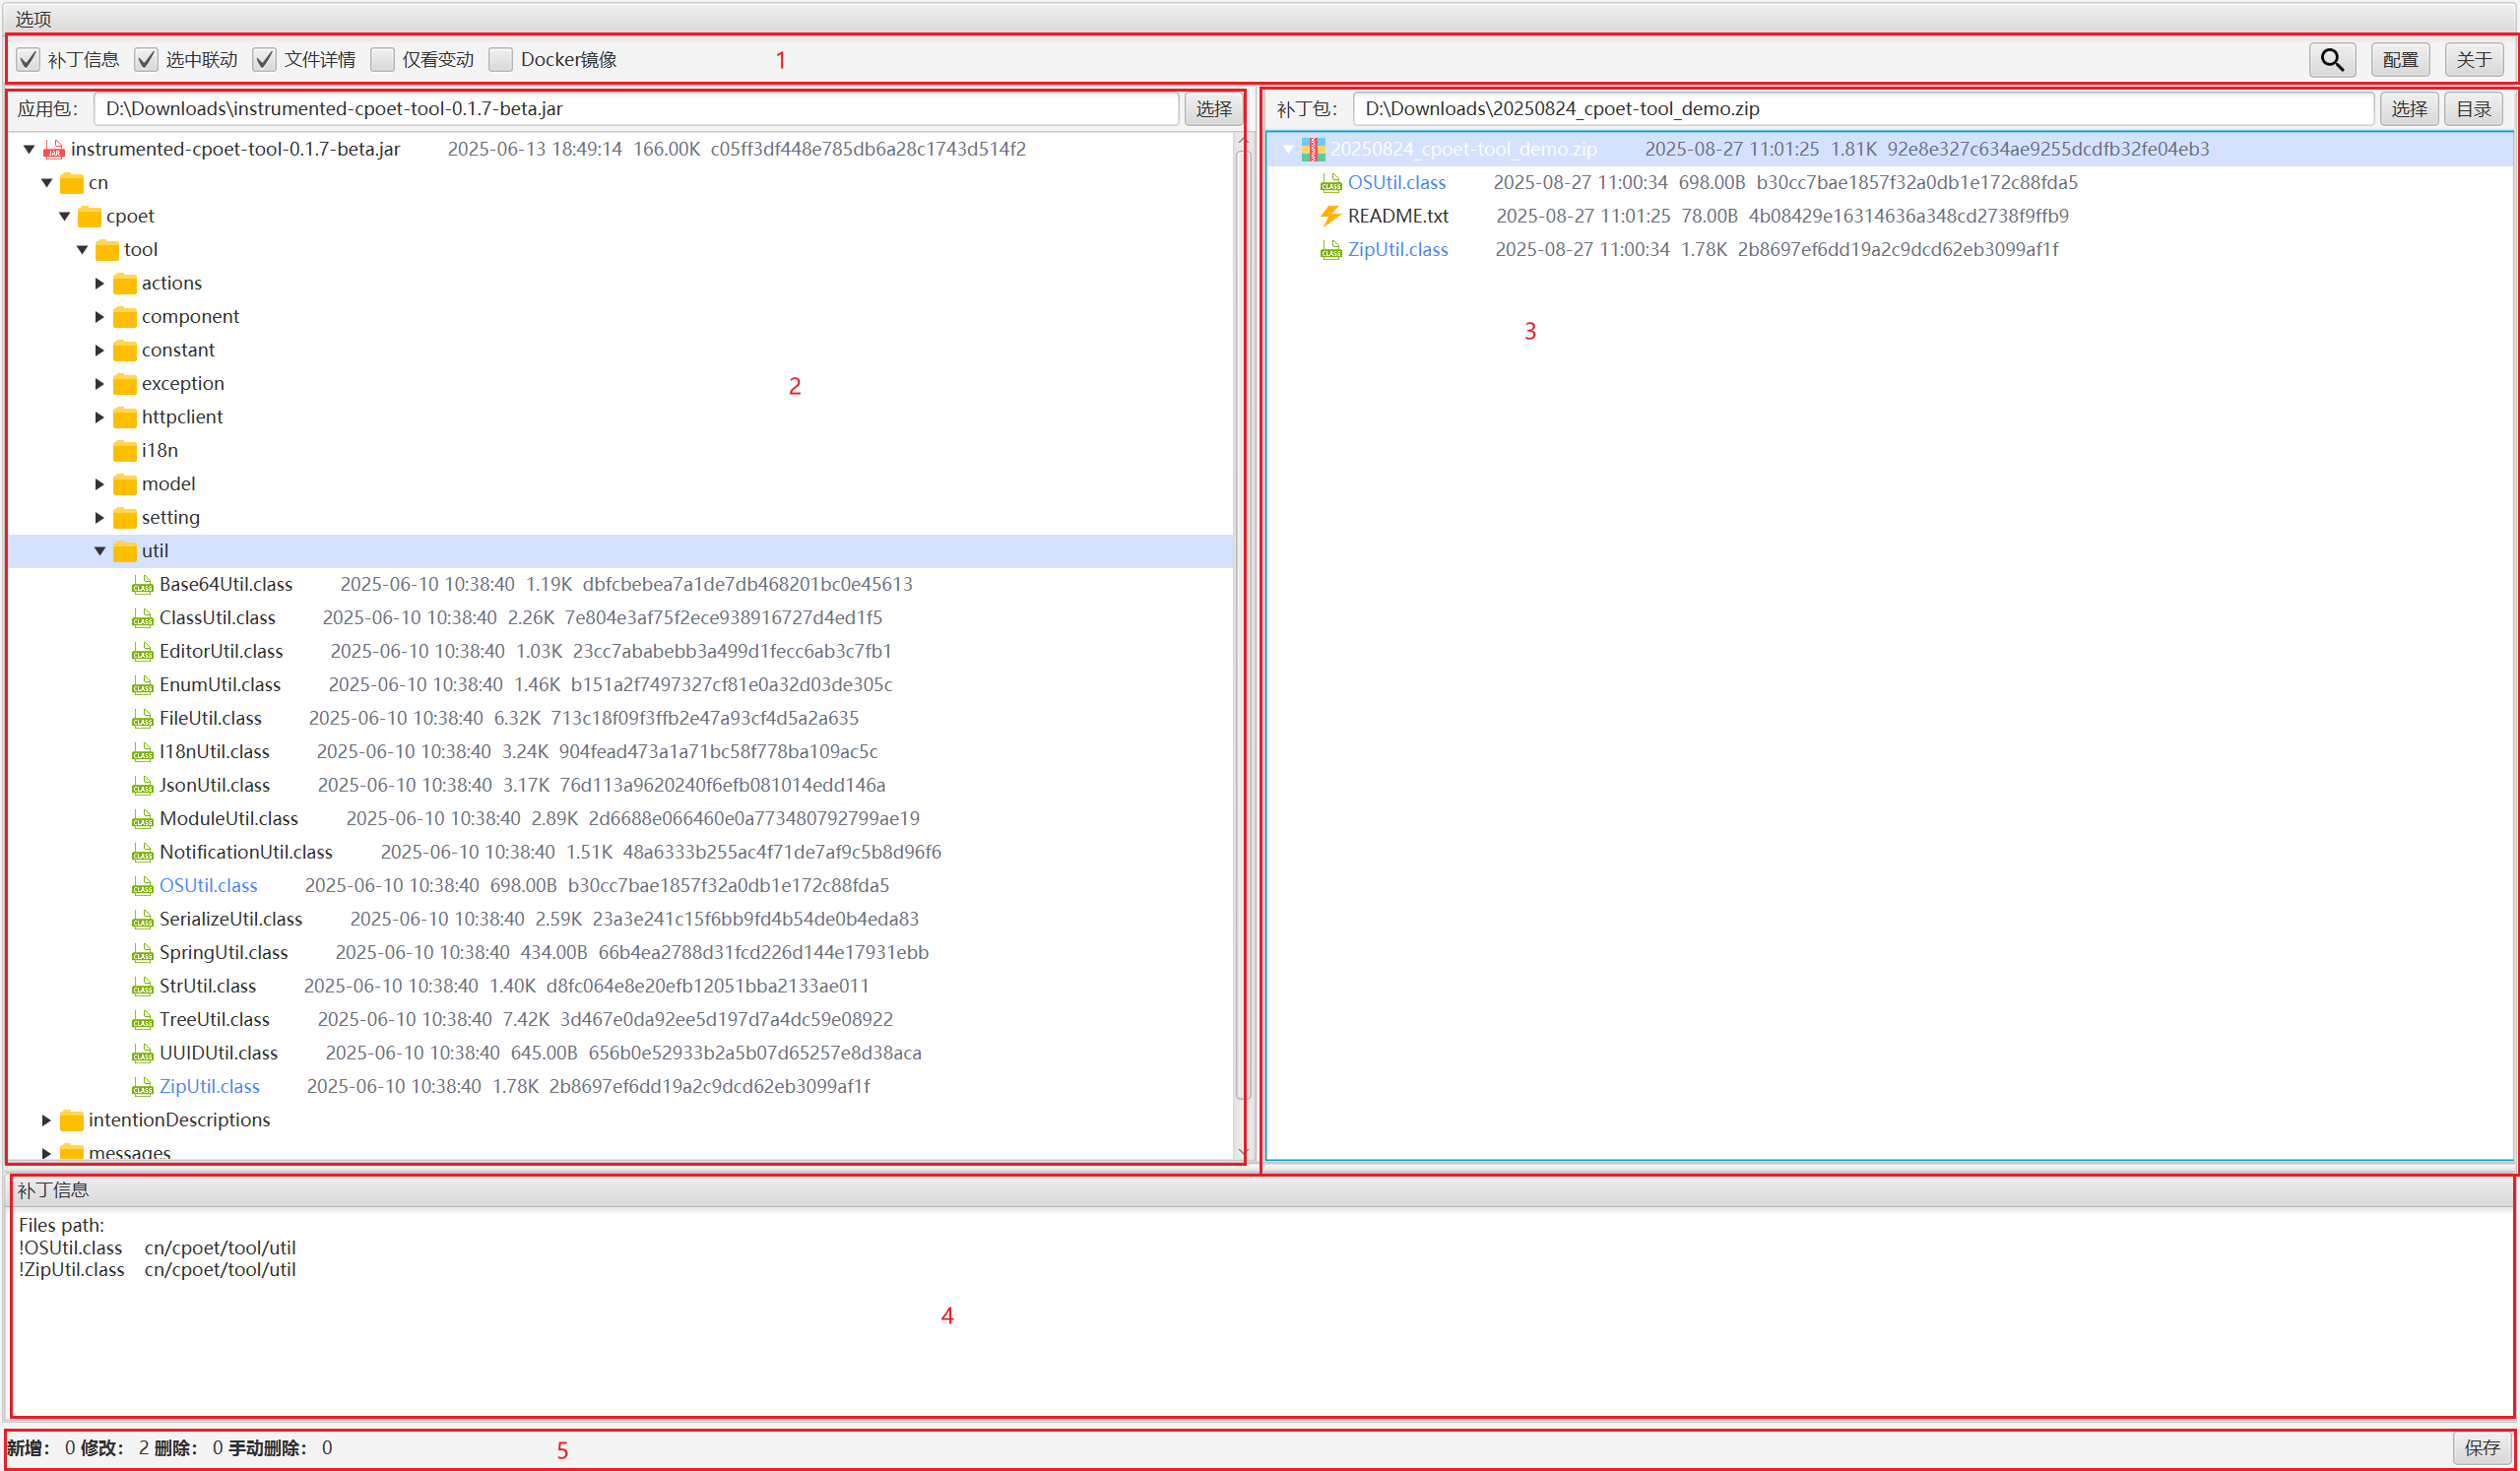 选项
补丁信息 选中联动 文件详情 仅看变动 Docker镜像 1 配置 关于
应用包： D:\Downloads\instrumented-cpoet-tool-0.1.7-beta.jar 选择
instrumented-cpoet-tool-0.1.7-beta.jar 2025-06-13 18:49:14 166.00K c05ff3df448e785db6a28c1743d514f2
cn
cpoet
tool
actions
component
constant
exception
2
httpclient
i18n
model
setting
util
Base64Util.class 2025-06-10 10:38:40 1.19K dbfcbebea7a1de7db468201bc0e45613
ClassUtil.class 2025-06-10 10:38:40 2.26K 7e804e3af75f2ece938916727d4ed1f5
EditorUtil.class 2025-06-10 10:38:40 1.03K 23cc7ababebb3a499d1fecc6ab3c7fb1
EnumUtil.class 2025-06-10 10:38:40 1.46K b151a2f7497327cf81e0a32d03de305c
FileUtil.class 2025-06-10 10:38:40 6.32K 713c18f09f3ffb2e47a93cf4d5a2a635
I18nUtil.class 2025-06-10 10:38:40 3.24K 904fead473a1a71bc58f778ba109ac5c
JsonUtil.class 2025-06-10 10:38:40 3.17K 76d113a9620240f6efb081014edd146a
ModuleUtil.class 2025-06-10 10:38:40 2.89K 2d6688e066460e0a773480792799ae19
NotificationUtil.class 2025-06-10 10:38:40 1.51K 48a6333b255ac4f71de7af9c5b8d96f6
OSUtil.class 2025-06-10 10:38:40 698.00B b30cc7bae1857f32a0db1e172c88fda5
SerializeUtil.class 2025-06-10 10:38:40 2.59K 23a3e241c15f6bb9fd4b54de0b4eda83
SpringUtil.class 2025-06-10 10:38:40 434.00B 66b4ea2788d31fcd226d144e17931ebb
StrUtil.class 2025-06-10 10:38:40 1.40K d8fc064e8e20efb12051bba2133ae011
TreeUtil.class 2025-06-10 10:38:40 7.42K 3d467e0da92ee5d197d7a4dc59e08922
UUIDUtil.class 2025-06-10 10:38:40 645.00B 656b0e52933b2a5b07d65257e8d38aca
ZipUtil.class 2025-06-10 10:38:40 1.78K 2b8697ef6dd19a2c9dcd62eb3099af1f
intentionDescriptions
messages
补丁包： D:\Downloads\20250824_cpoet-tool_demo.zip 选择 目录
20250824_cpoet-tool_demo.zip 2025-08-27 11:01:25 1.81K 92e8e327c634ae9255dcdfb32fe04eb3
OSUtil.class 2025-08-27 11:00:34 698.00B b30cc7bae1857f32a0db1e172c88fda5
README.txt 2025-08-27 11:01:25 78.00B 4b08429e16314636a348cd2738f9ffb9
ZipUtil.class 2025-08-27 11:00:34 1.78K 2b8697ef6dd19a2c9dcd62eb3099af1f
3
补丁信息
Files path:
!OSUtil.class cn/cpoet/tool/util
!ZipUtil.class cn/cpoet/tool/util
4
新增： 0 修改： 2 删除： 0 手动删除： 0 5 保存